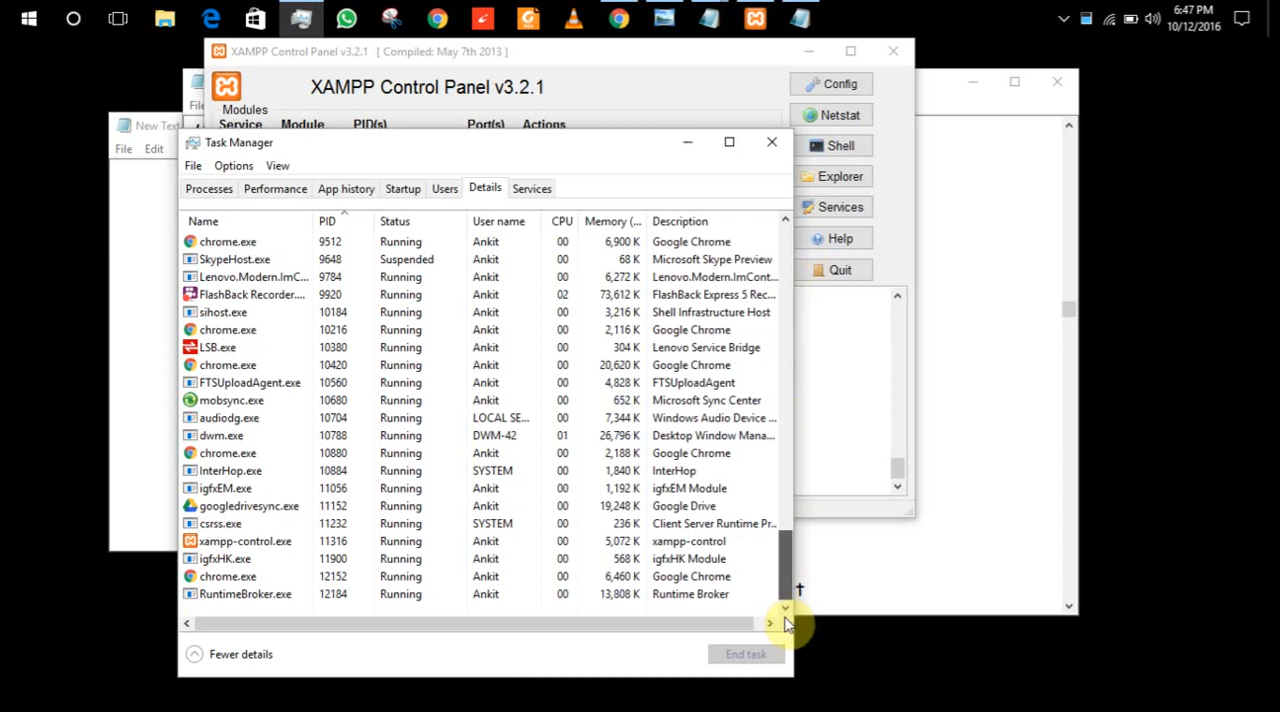 6:47 PM
10/12/2016
XAMPP Control Panel v3.2.1 [ Compiled: May 7th 2013 ]
XAMPP Control Panel v3.2.1
Config
File
Modules
Service Module PID(s) Port(s) Actions
Netstat
New Text
File Edit
Task Manager
Shell
File Options View
Explorer
Processes Performance App history Startup Users Details Services
Services
Name PID Status User name CPU Memory (... Description
Help
chrome.exe 9512 Running Ankit 00 6,900 K Google Chrome
SkypeHost.exe 9648 Suspended Ankit 00 68 K Microsoft Skype Preview
Quit
Lenovo.Modern.ImC... 9784 Running Ankit 00 6,272 K Lenovo.Modern.ImCont...
FlashBack Recorder.... 9920 Running Ankit 02 73,612 K FlashBack Express 5 Rec...
sihost.exe 10184 Running Ankit 00 3,216 K Shell Infrastructure Host
chrome.exe 10216 Running Ankit 00 2,116 K Google Chrome
LSB.exe 10380 Running Ankit 00 304 K Lenovo Service Bridge
chrome.exe 10420 Running Ankit 00 20,620 K Google Chrome
FTSUploadAgent.exe 10560 Running Ankit 00 4,828 K FTSUploadAgent
mobsync.exe 10680 Running Ankit 00 652 K Microsoft Sync Center
audiodg.exe 10704 Running LOCAL SE... 00 7,344 K Windows Audio Device ...
dwm.exe 10788 Running DWM-42 01 26,796 K Desktop Window Mana...
chrome.exe 10880 Running Ankit 00 2,188 K Google Chrome
InterHop.exe 10884 Running SYSTEM 00 1,840 K InterHop
igfxEM.exe 11056 Running Ankit 00 1,192 K igfxEM Module
googledrivesync.exe 11152 Running Ankit 00 19,248 K Google Drive
csrss.exe 11232 Running SYSTEM 00 236 K Client Server Runtime Pr...
xampp-control.exe 11316 Running Ankit 00 5,072 K xampp-control
igfxHK.exe 11900 Running Ankit 00 568 K igfxHK Module
chrome.exe 12152 Running Ankit 00 6,460 K Google Chrome
RuntimeBroker.exe 12184 Running Ankit 00 13,808 K Runtime Broker
Fewer details
End task